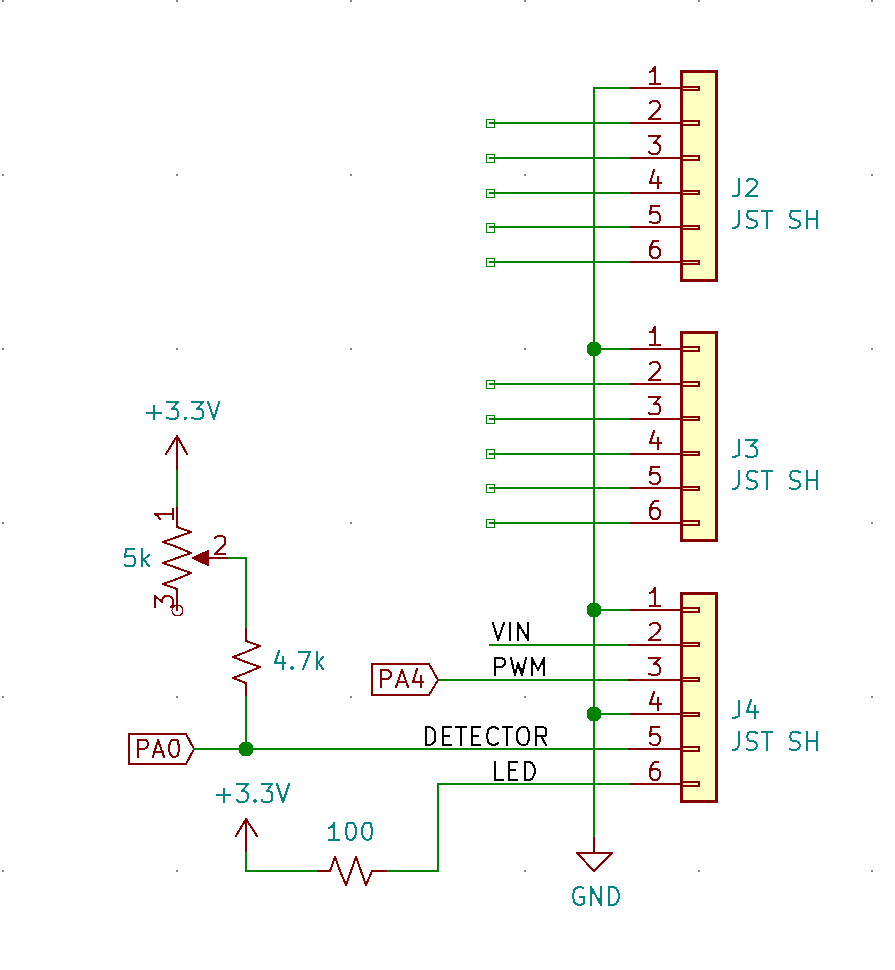 1
2
3
4
5
6
J2
JST SH
1
2
3
4
5
6
J3
JST SH
+3.3V
1
5k
2
3
4.7k
PA0
+3.3V
100
VIN
PA4
PWM
DETECTOR
LED
1
2
3
4
5
6
J4
JST SH
GND